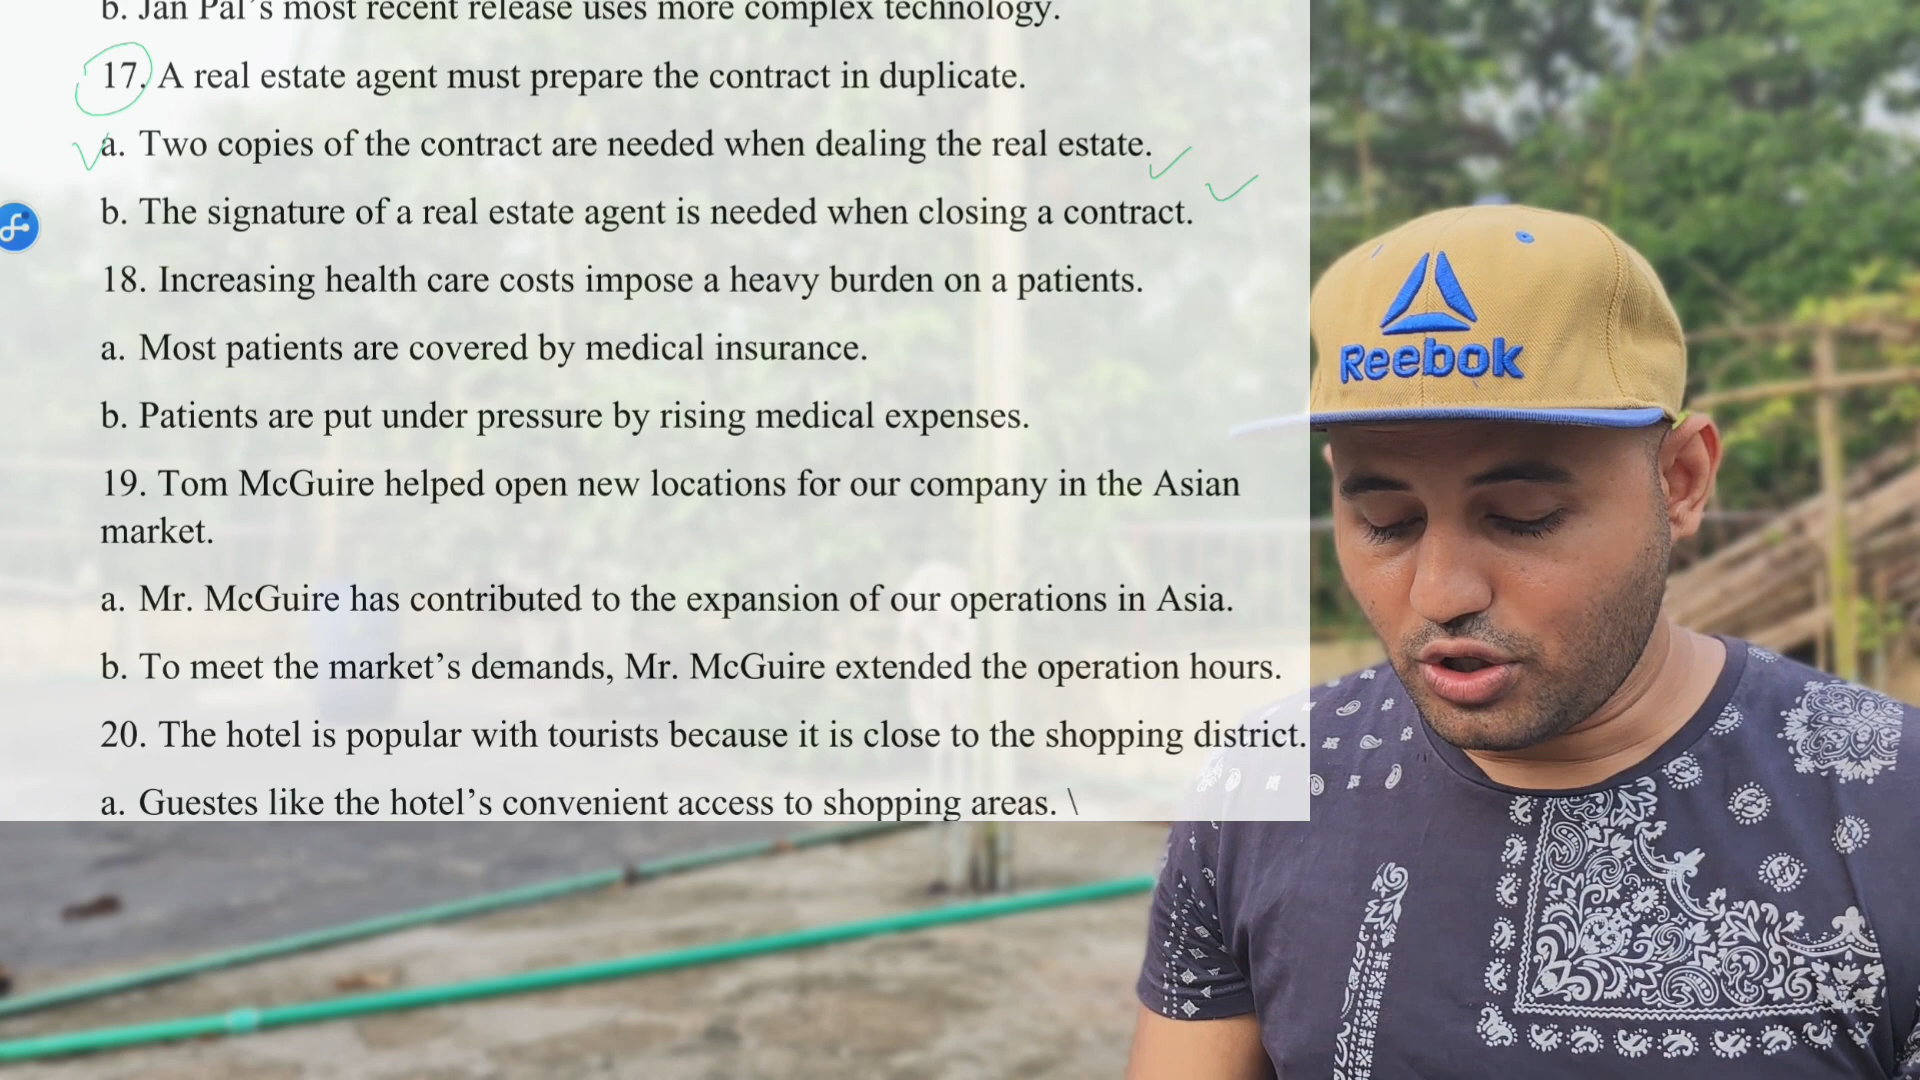 b. Jan Pal’s most recent release uses more complex technology.
17. A real estate agent must prepare the contract in duplicate.
a. Two copies of the contract are needed when dealing the real estate.
b. The signature of a real estate agent is needed when closing a contract.
18. Increasing health care costs impose a heavy burden on a patients.
a. Most patients are covered by medical insurance.
b. Patients are put under pressure by rising medical expenses.
19. Tom McGuire helped open new locations for our company in the Asian
market.
a. Mr. McGuire has contributed to the expansion of our operations in Asia.
b. To meet the market’s demands, Mr. McGuire extended the operation hours.
20. The hotel is popular with tourists because it is close to the shopping district.
a. Guestes like the hotel’s convenient access to shopping areas. \
Reebok